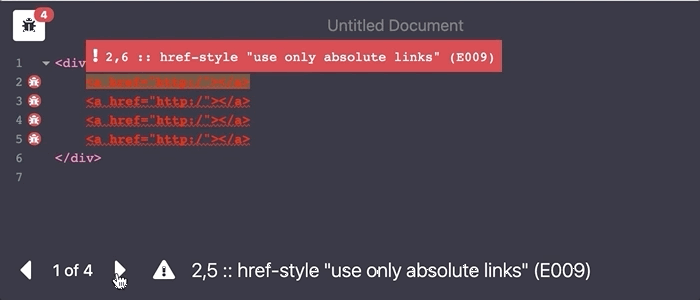 4
Untitled Document
! 2,6 :: href-style "use only absolute links" (E009)
1 <div
2 <a href="http:/"></a>
3 <a href="http:/"></a>
4 <a href="http:/"></a>
5 <a href="http:/"></a>
6 </div>
7
1 of 4 2,5 :: href-style "use only absolute links" (E009)